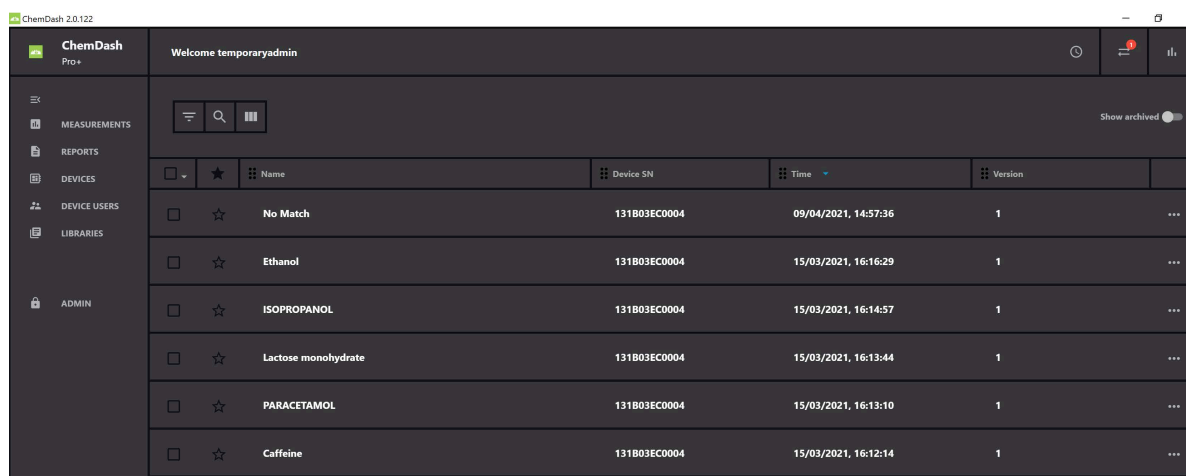 ChemDash 2.0.122
ChemDash
Pro+
Welcome temporaryadmin
1
MEASUREMENTS
REPORTS
DEVICES
DEVICE USERS
LIBRARIES
ADMIN
Show archived
Name Device SN Time Version
No Match 131B03EC0004 09/04/2021, 14:57:36 1
Ethanol 131B03EC0004 15/03/2021, 16:16:29 1
ISOPROPANOL 131B03EC0004 15/03/2021, 16:14:57 1
Lactose monohydrate 131B03EC0004 15/03/2021, 16:13:44 1
PARACETAMOL 131B03EC0004 15/03/2021, 16:13:10 1
Caffeine 131B03EC0004 15/03/2021, 16:12:14 1